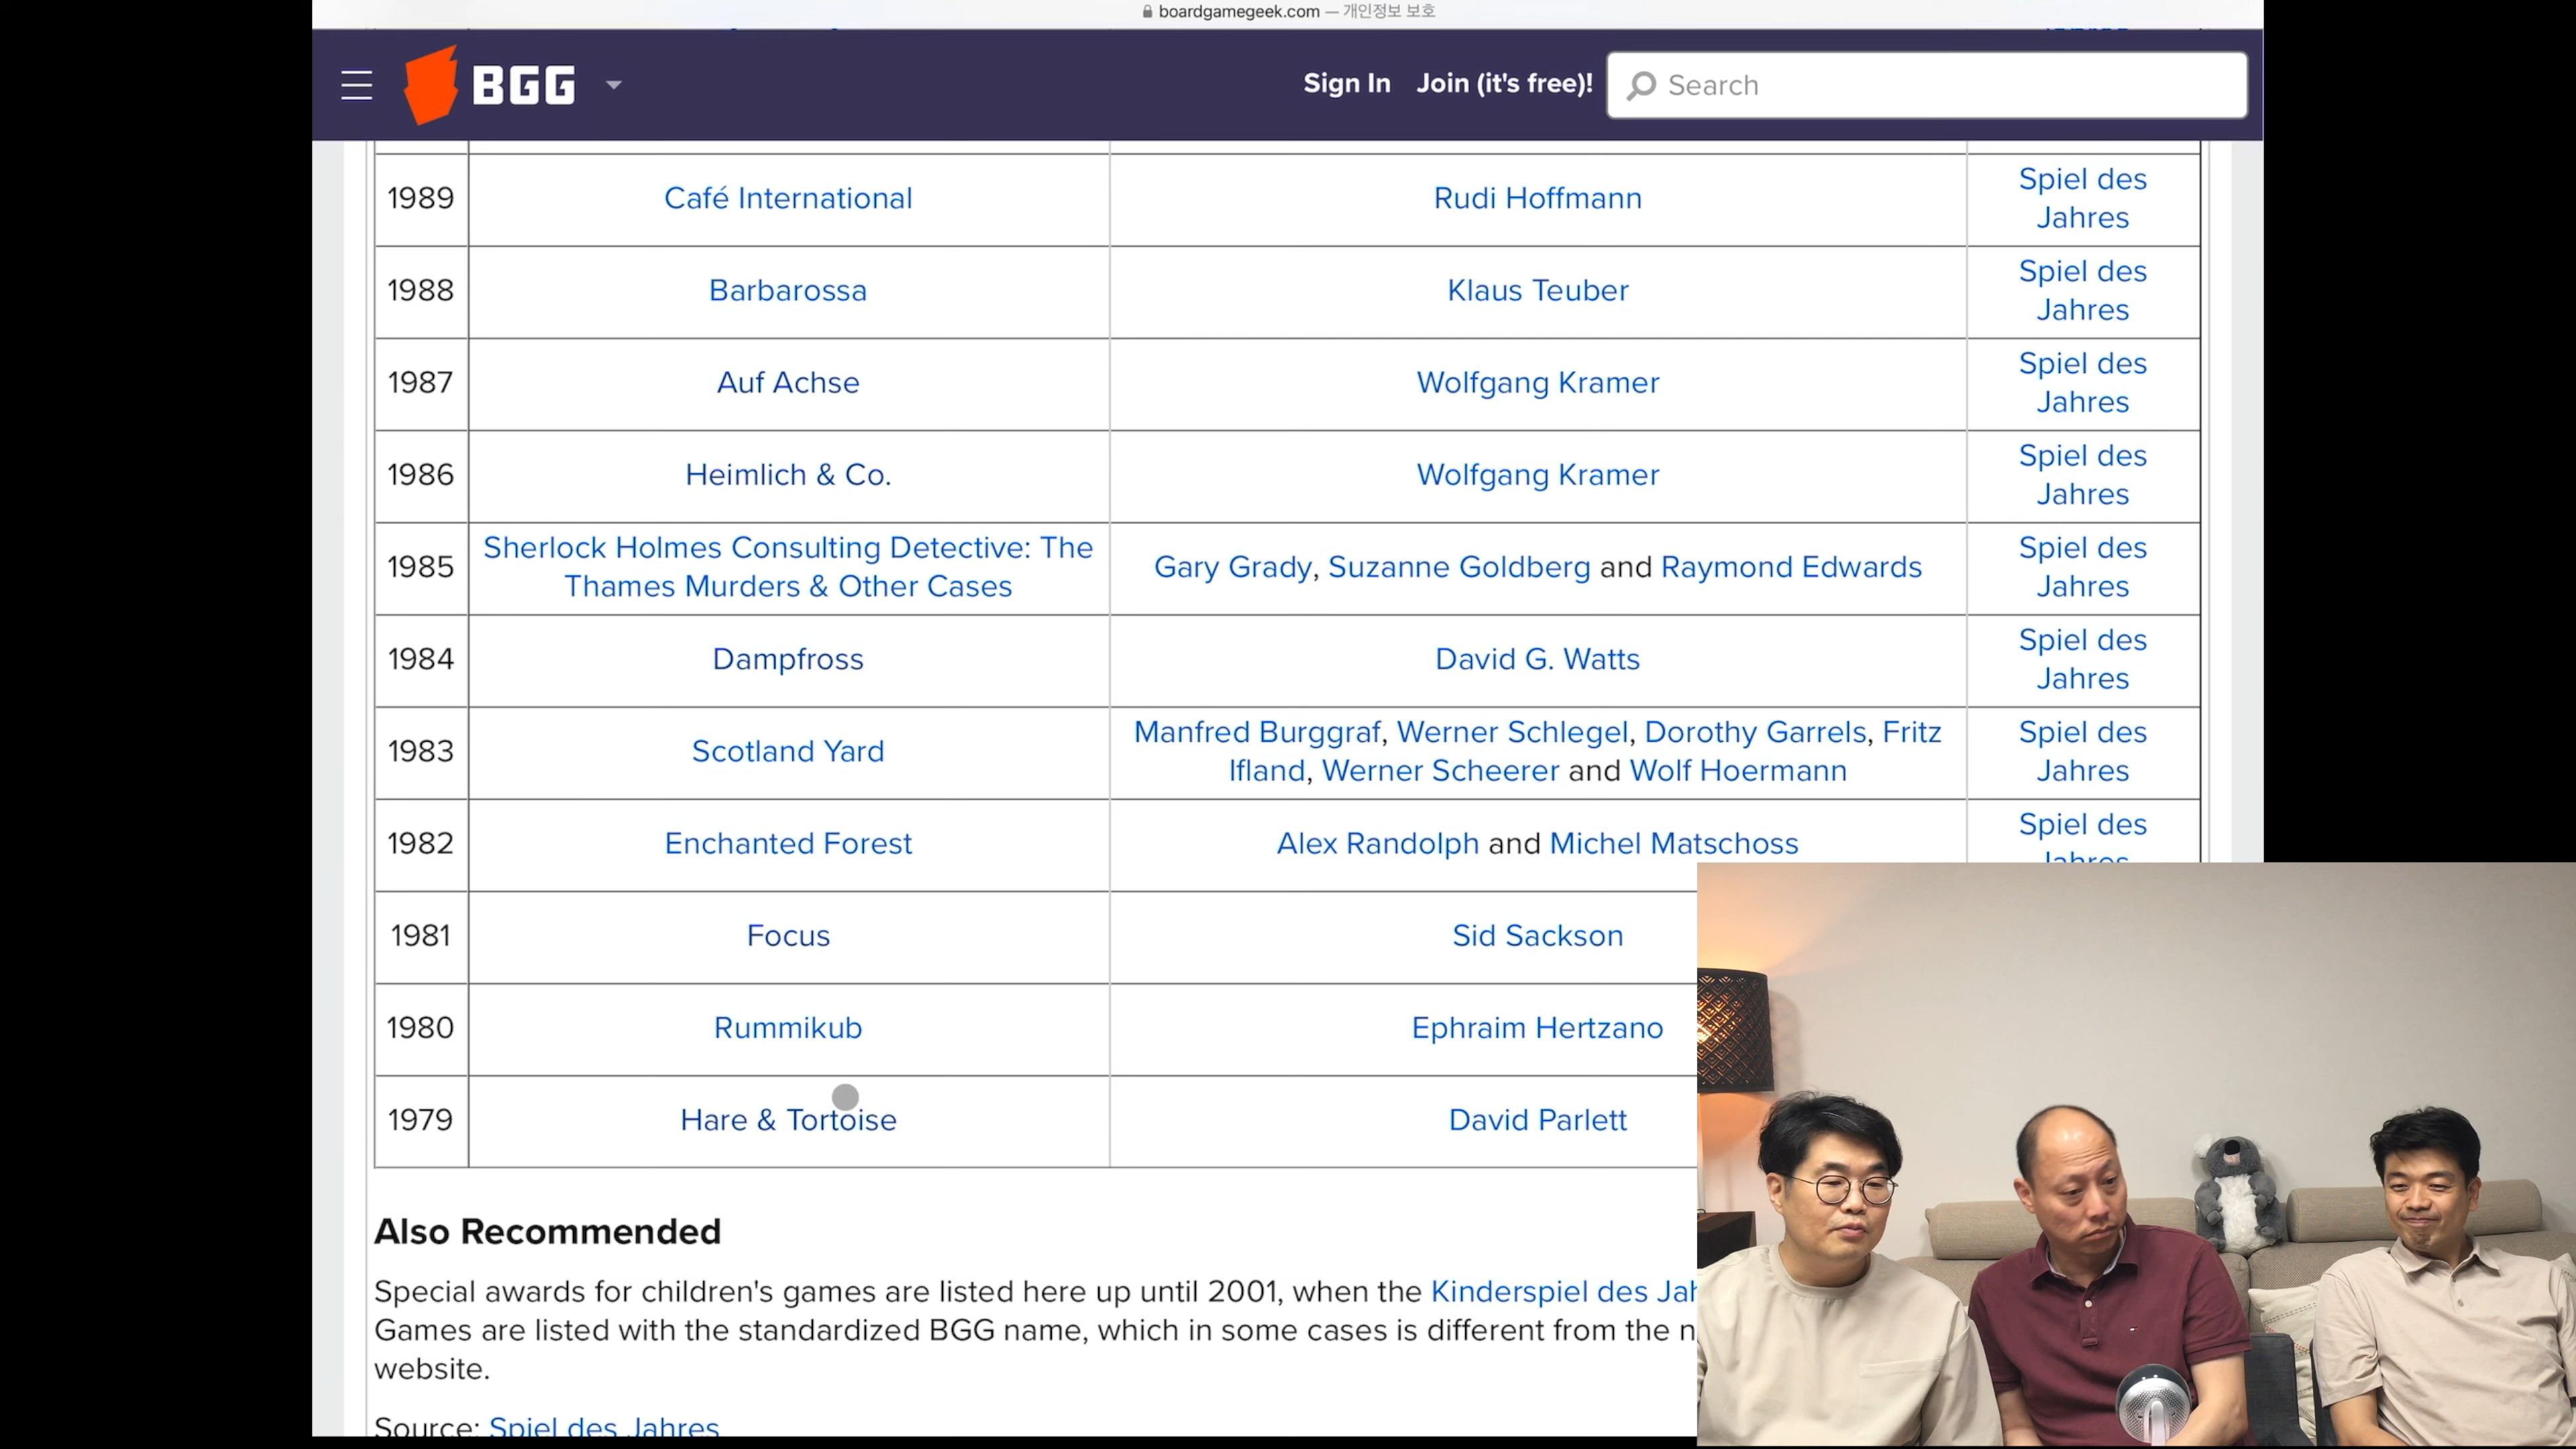 boardgamegeek.com — 개인정보 보호
BGG
Sign In Join (it's free)! Search
1989 Café International Rudi Hoffmann Spiel des
Jahres
1988 Barbarossa Klaus Teuber Spiel des
Jahres
1987 Auf Achse Wolfgang Kramer Spiel des
Jahres
1986 Heimlich & Co. Wolfgang Kramer Spiel des
Jahres
1985 Sherlock Holmes Consulting Detective: The
Thames Murders & Other Cases
Gary Grady, Suzanne Goldberg and Raymond Edwards
Spiel des
Jahres
1984 Dampfross David G. Watts Spiel des
Jahres
1983 Scotland Yard
Manfred Burggraf, Werner Schlegel, Dorothy Garrels, Fritz
Ifland, Werner Scheerer and Wolf Hoermann
Spiel des
Jahres
1982 Enchanted Forest Alex Randolph and Michel Matschoss Spiel des
Jahres
1981 Focus Sid Sackson
1980 Rummikub Ephraim Hertzano
1979 Hare & Tortoise David Parlett
Also Recommended
Special awards for children's games are listed here up until 2001, when the Kinderspiel des Jah
Games are listed with the standardized BGG name, which in some cases is different from the n
website.
Source: Spiel des Jahres